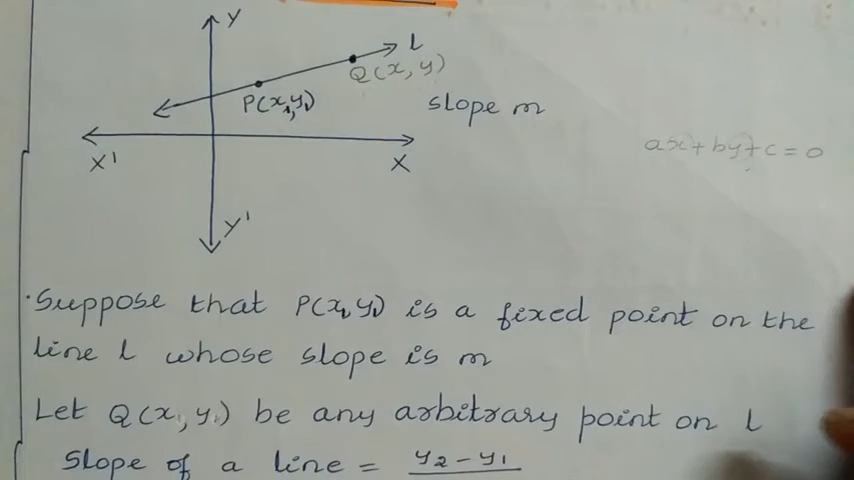 Y
l
Q(x, y)
P(x₁, y₁)
slope m
ax + by + c = 0
X'
X
Y'
Suppose that P(x₁, y₁) is a fixed point on the
line l whose slope is m
Let Q(x, y) be any arbitrary point on l
Slope of a line = y₂ - y₁